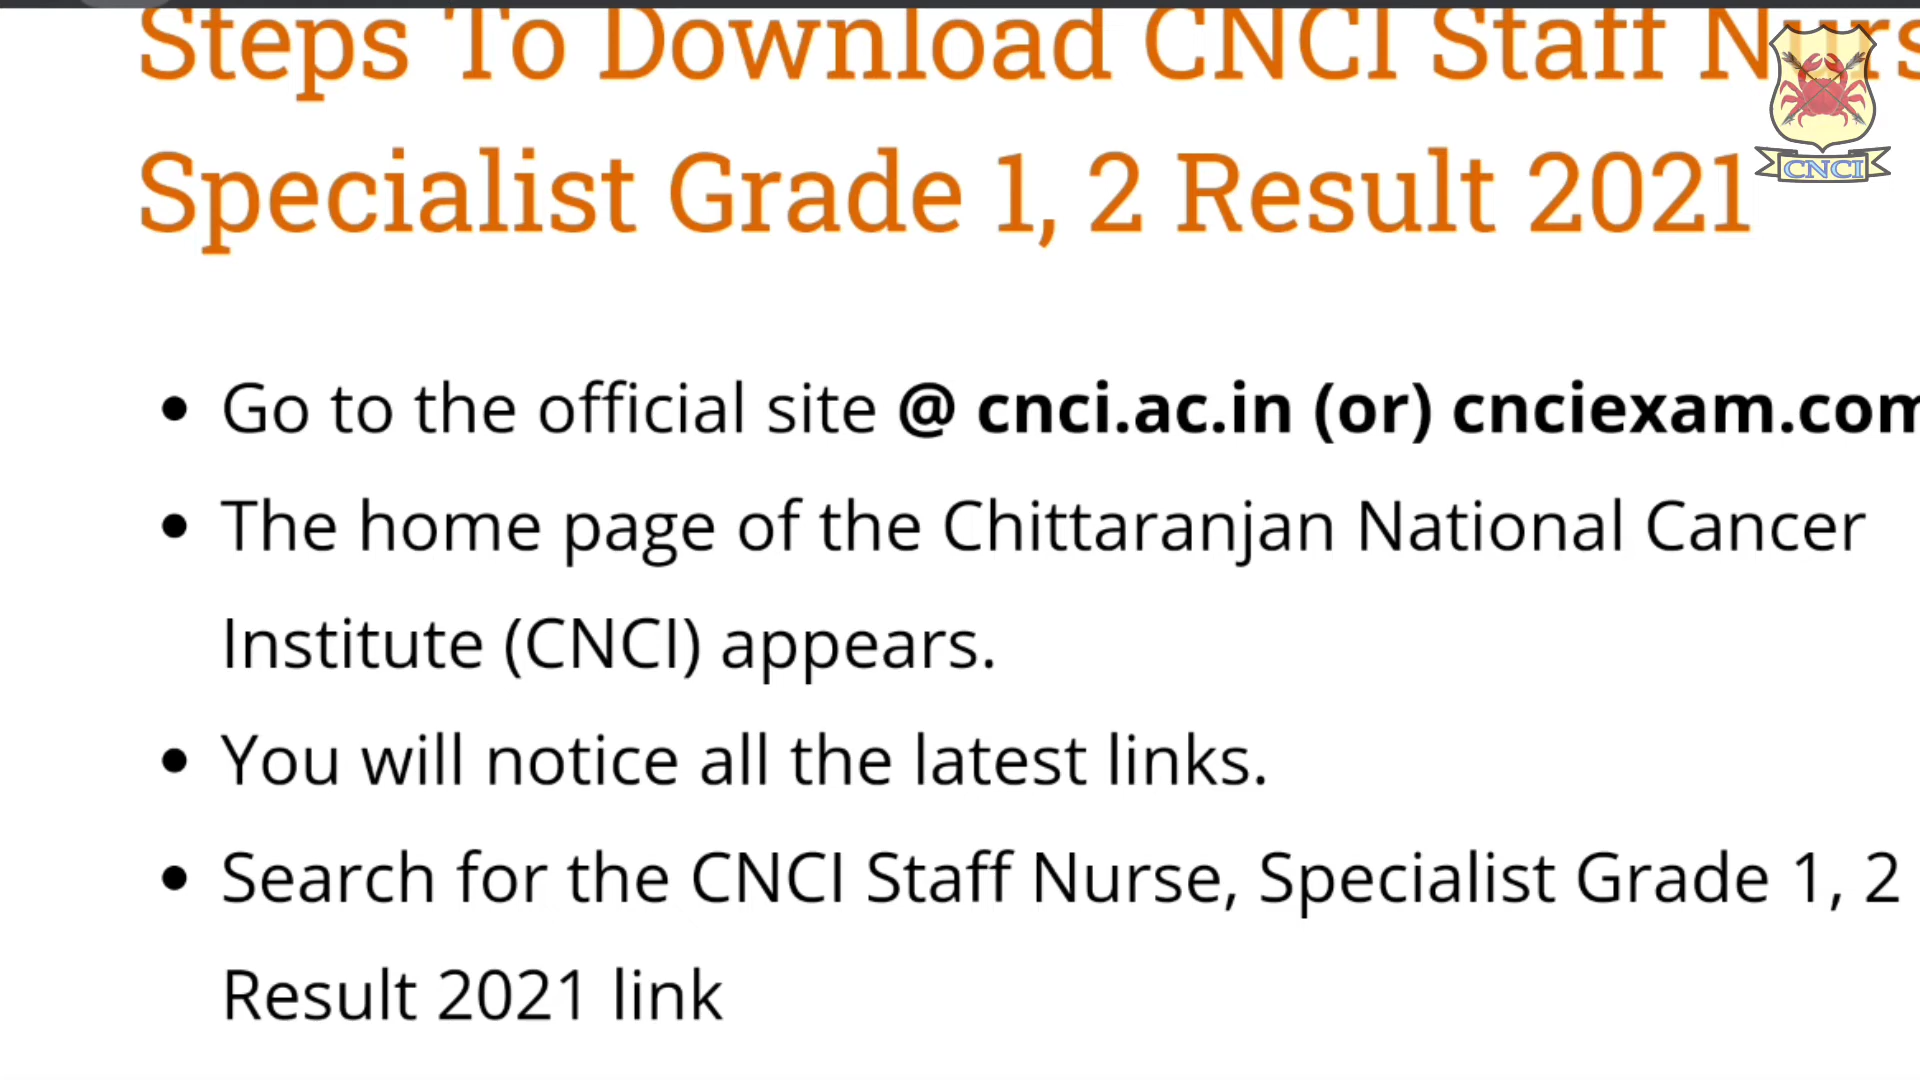 Steps To Download CNCI Staff Nurs
Specialist Grade 1, 2 Result 2021
CNCI
• Go to the official site @ cnci.ac.in (or) cnciexam.com
• The home page of the Chittaranjan National Cancer
Institute (CNCI) appears.
• You will notice all the latest links.
• Search for the CNCI Staff Nurse, Specialist Grade 1, 2
Result 2021 link